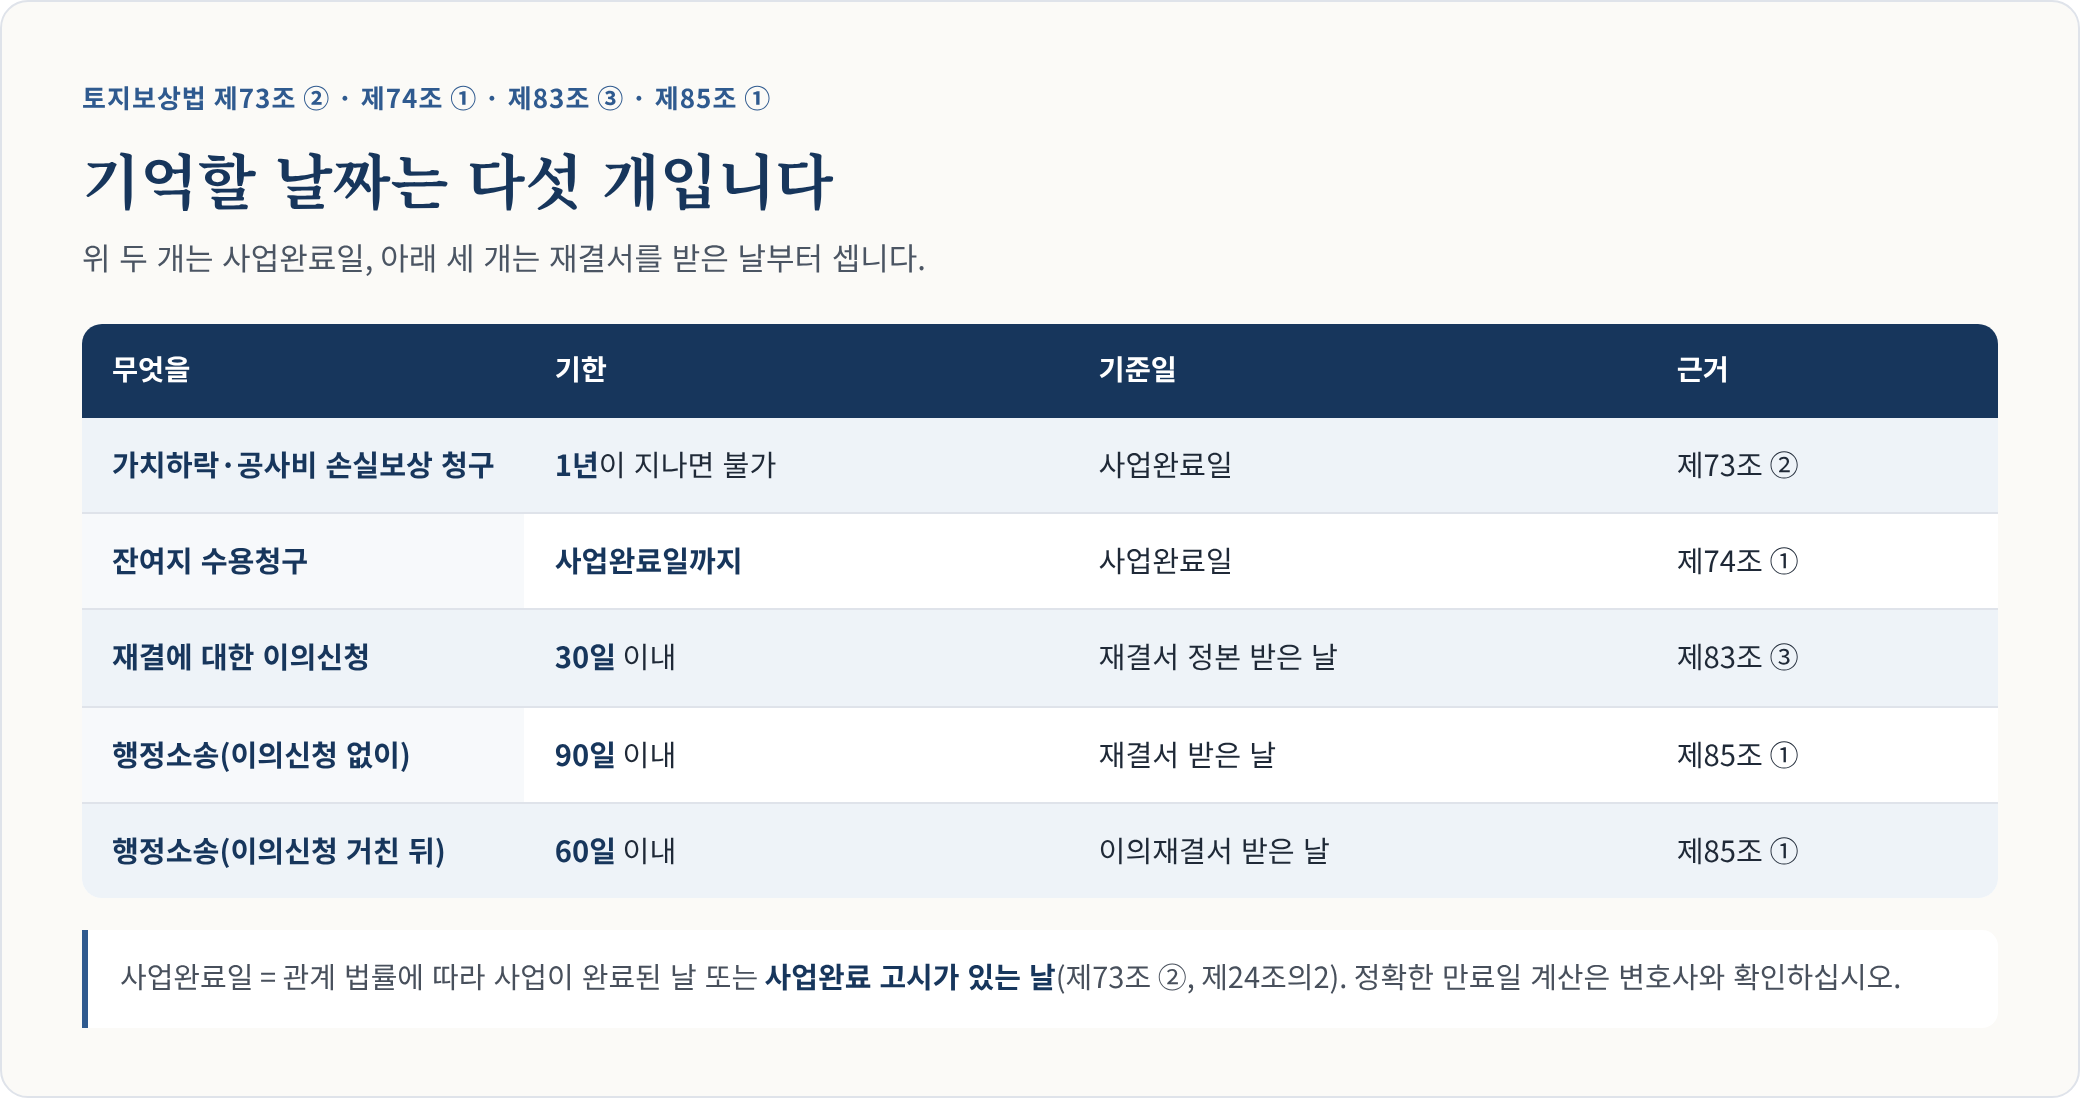 토지보상법 제73조 ② · 제74조 ① · 제83조 ③ · 제85조 ①
기억할 날짜는 다섯 개입니다
위 두 개는 사업완료일, 아래 세 개는 재결서를 받은 날부터 셉니다.
무엇을 기한 기준일 근거
가치하락·공사비 손실보상 청구 1년이 지나면 불가 사업완료일 제73조 ②
잔여지 수용청구 사업완료일까지 사업완료일 제74조 ①
재결에 대한 이의신청 30일 이내 재결서 정본 받은 날 제83조 ③
행정소송(이의신청 없이) 90일 이내 재결서 받은 날 제85조 ①
행정소송(이의신청 거친 뒤) 60일 이내 이의재결서 받은 날 제85조 ①
사업완료일 = 관계 법률에 따라 사업이 완료된 날 또는 사업완료 고시가 있는 날(제73조 ②, 제24조의2). 정확한 만료일 계산은 변호사와 확인하십시오.